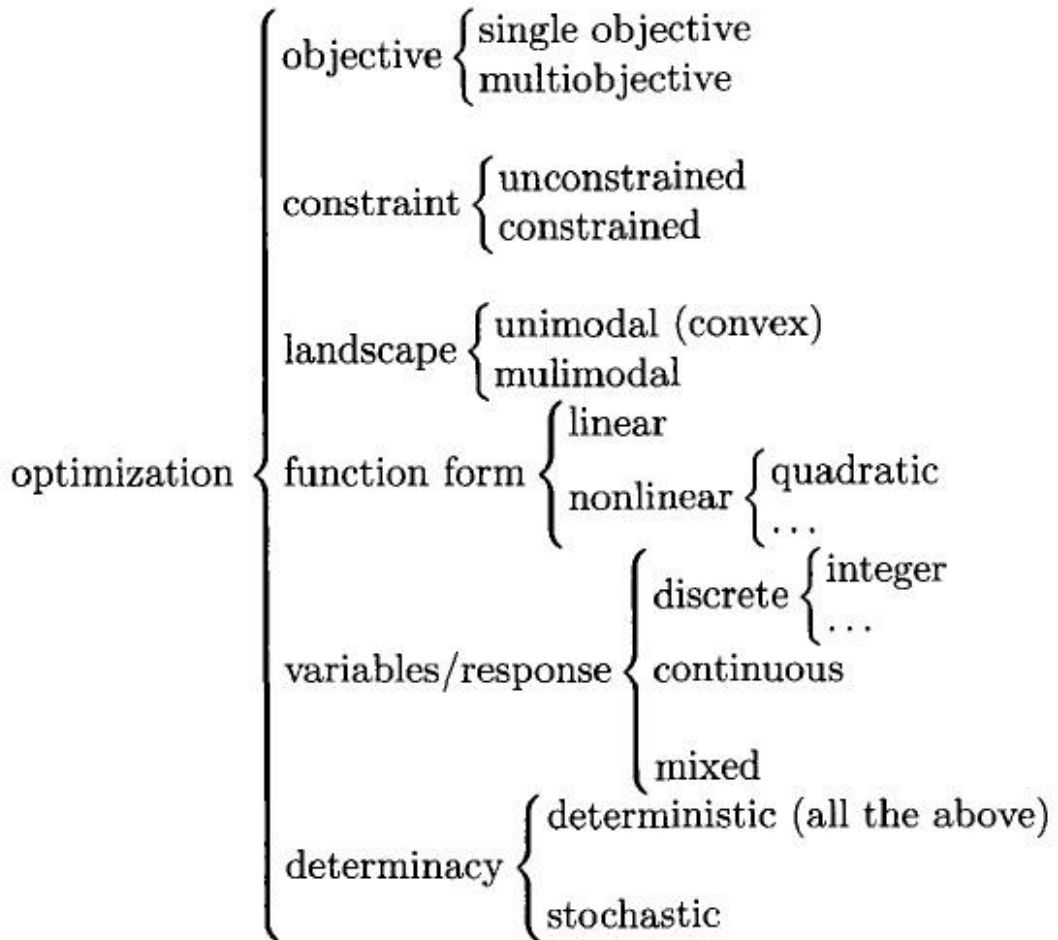 optimization
objective
single objective
multiobjective
constraint
unconstrained
constrained
landscape
unimodal (convex)
mulimodal
function form
linear
nonlinear
quadratic
...
variables/response
discrete
integer
...
continuous
mixed
determinacy
deterministic (all the above)
stochastic